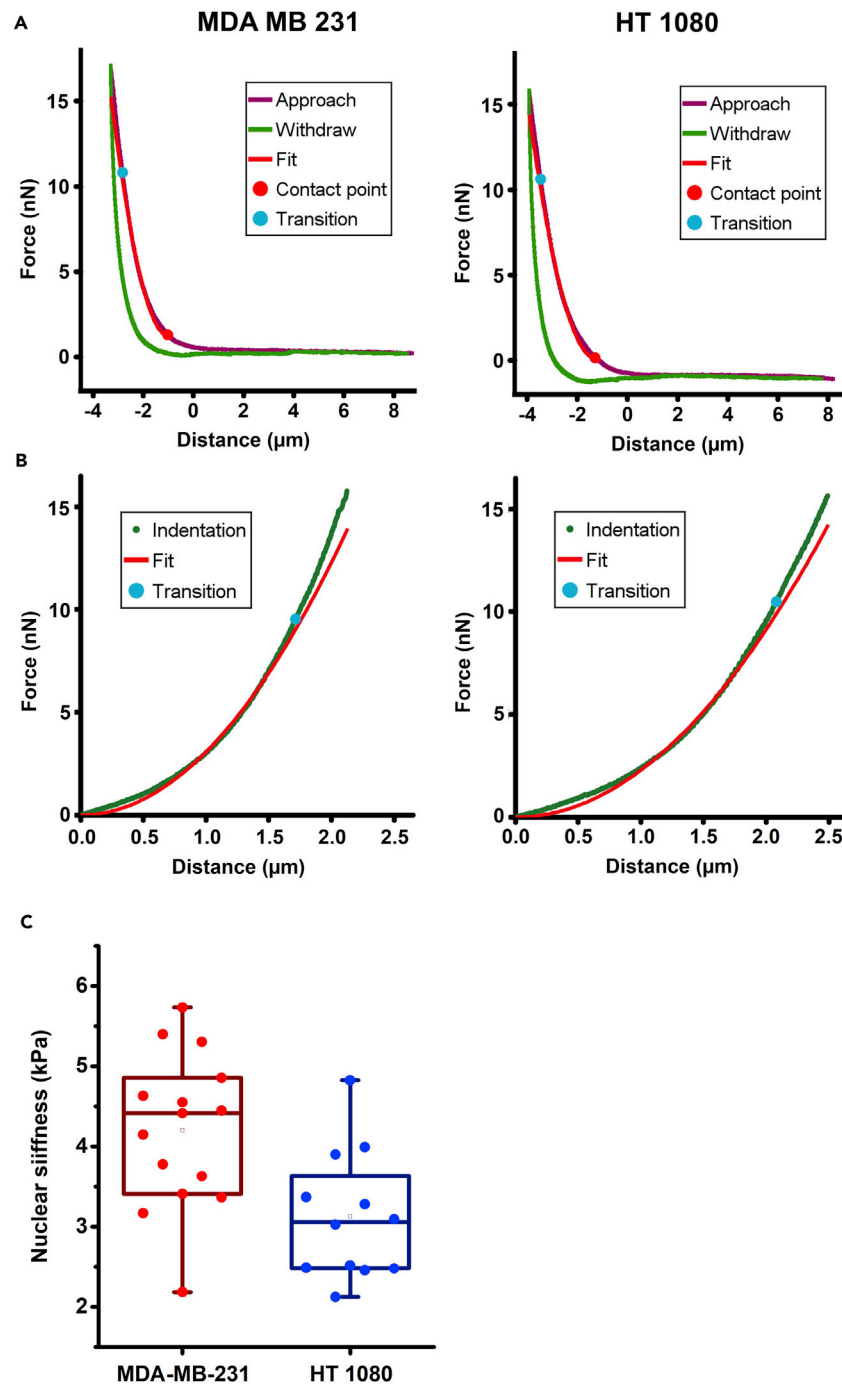 A
MDA MB 231
HT 1080
Force (nN)
15
10
5
0
Approach
Withdraw
Fit
Contact point
Transition
-4 -2 0 2 4 6 8
Distance (µm)
Force (nN)
15
10
5
0
Approach
Withdraw
Fit
Contact point
Transition
-4 -2 0 2 4 6 8
Distance (µm)
B
Force (nN)
15
10
5
0
Indentation
Fit
Transition
0.0 0.5 1.0 1.5 2.0 2.5
Distance (µm)
Force (nN)
15
10
5
0
Indentation
Fit
Transition
0.0 0.5 1.0 1.5 2.0 2.5
Distance (µm)
C
Nuclear siiffness (kPa)
6
5
4
3
2
MDA-MB-231 HT 1080